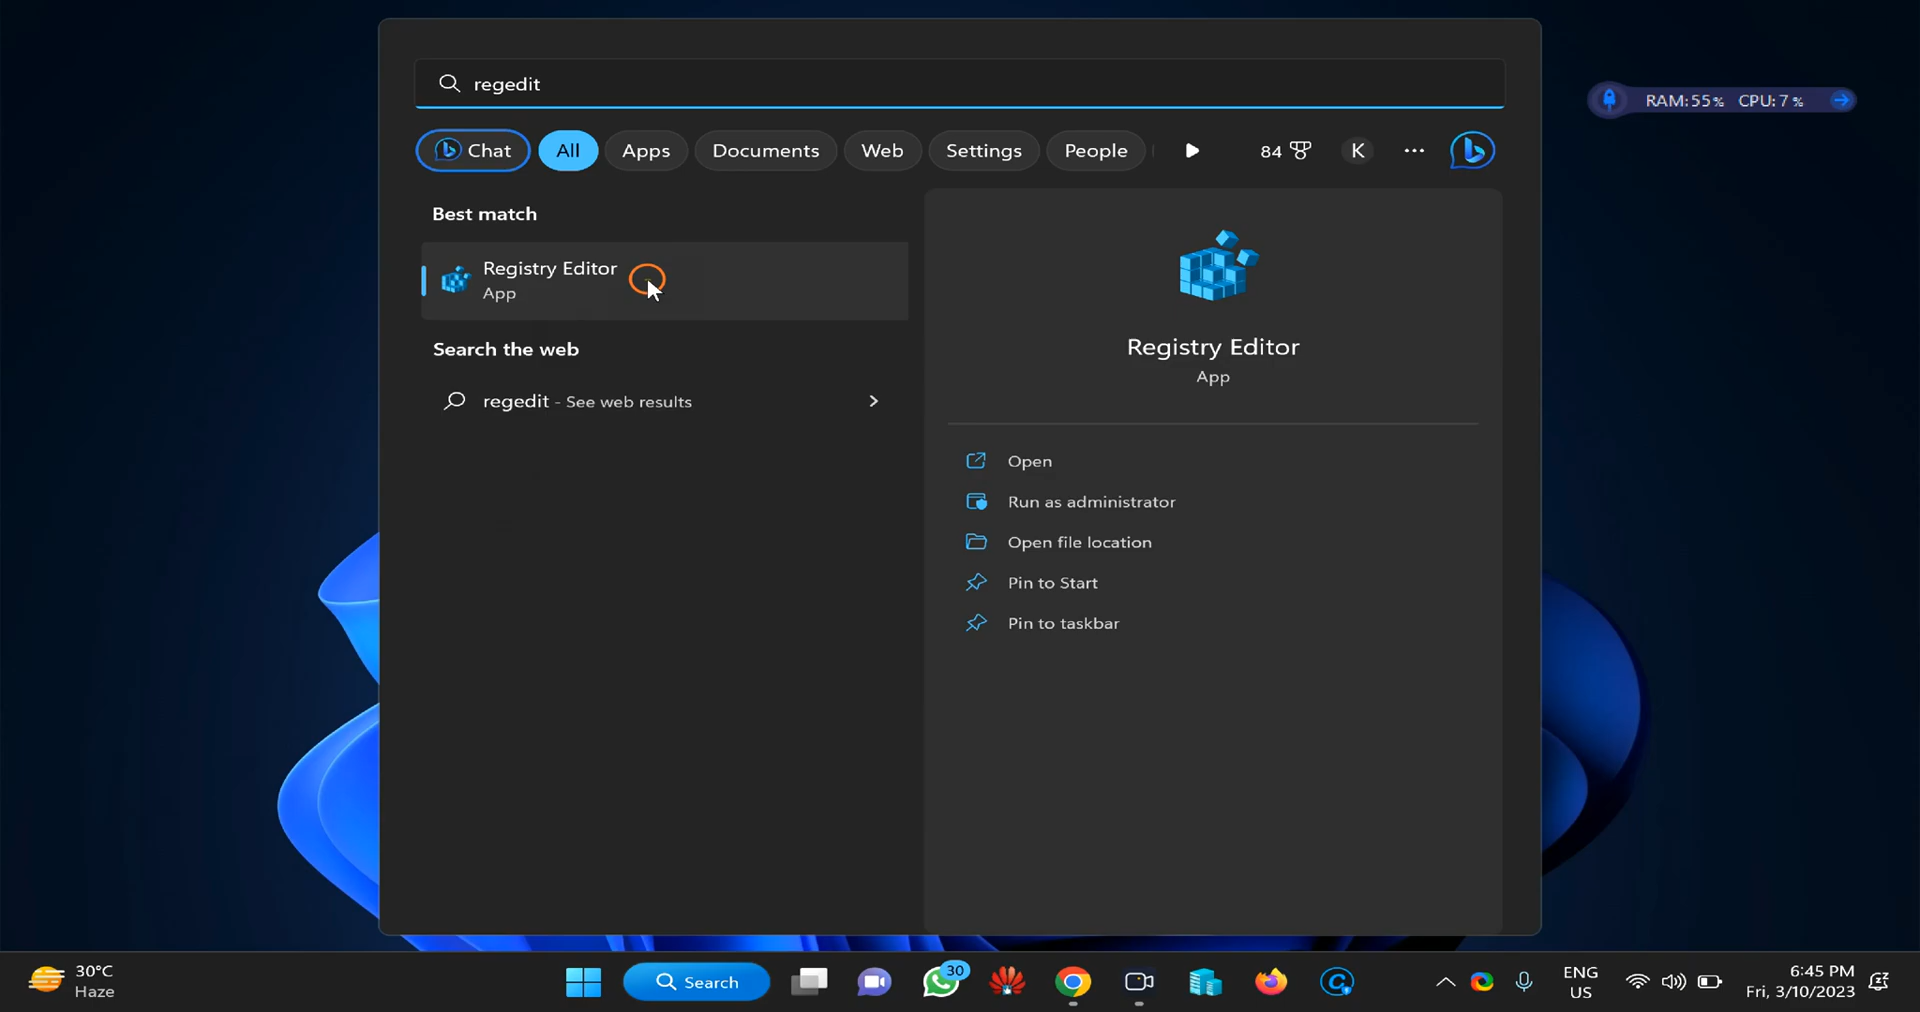 regedit
RAM:55% CPU: 7 %
Chat All Apps Documents Web Settings People 84 K ...
Best match
Registry Editor
App
Search the web
regedit - See web results
Registry Editor
App
Open
Run as administrator
Open file location
Pin to Start
Pin to taskbar
30°C
Haze
Search
30
ENG
US
6:45 PM
Fri, 3/10/2023